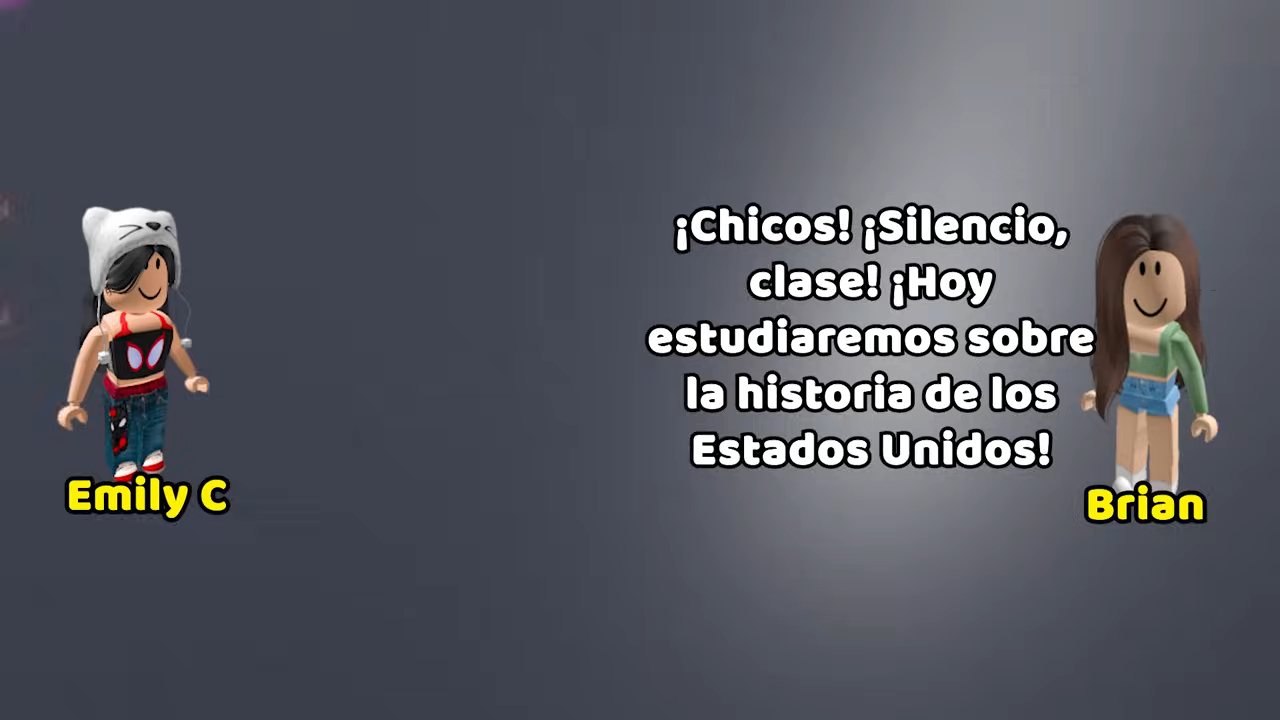 ¡Chicos! ¡Silencio,
clase! ¡Hoy
estudiaremos sobre
la historia de los
Estados Unidos!
Emily C
Brian